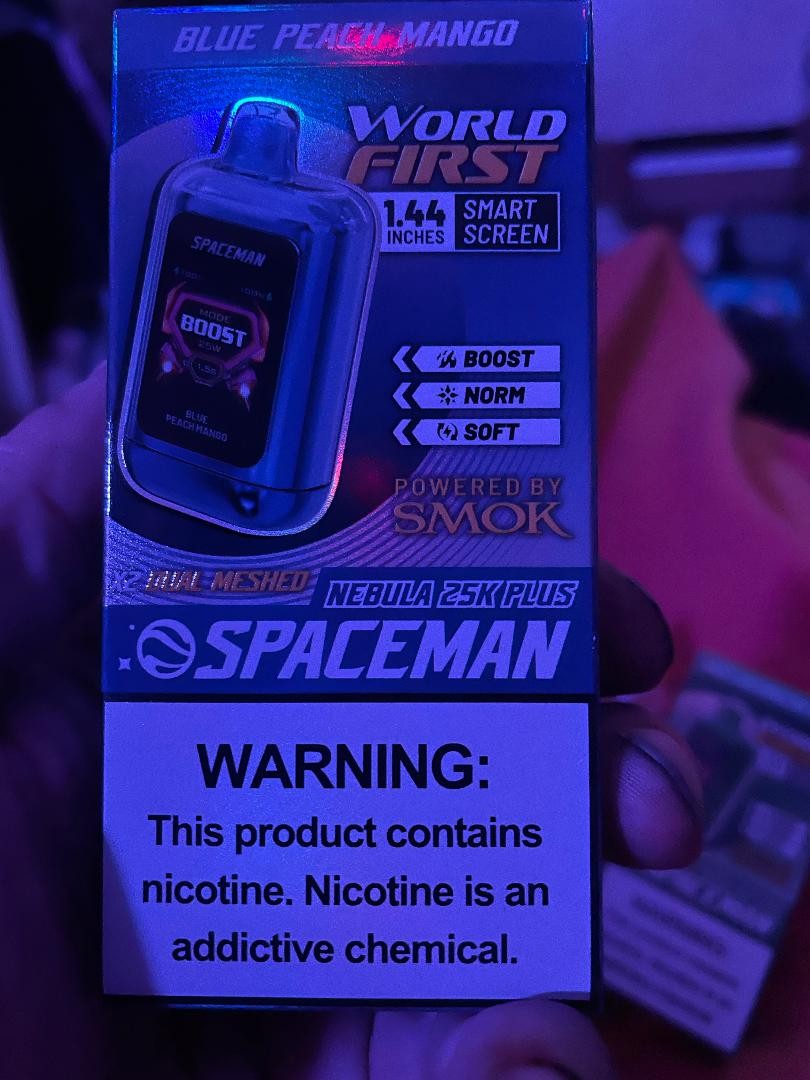 BLUE PEACH MANGO
WORLD
FIRST
1.44
INCHES
SMART
SCREEN
SPACEMAN
MODE
BOOST
25W
BLUE
PEACH MANGO
BOOST
NORM
SOFT
POWERED BY
SMOK
X2 DUAL MESHED
NEBULA 25K PLUS
SPACEMAN
WARNING:
This product contains
nicotine. Nicotine is an
addictive chemical.